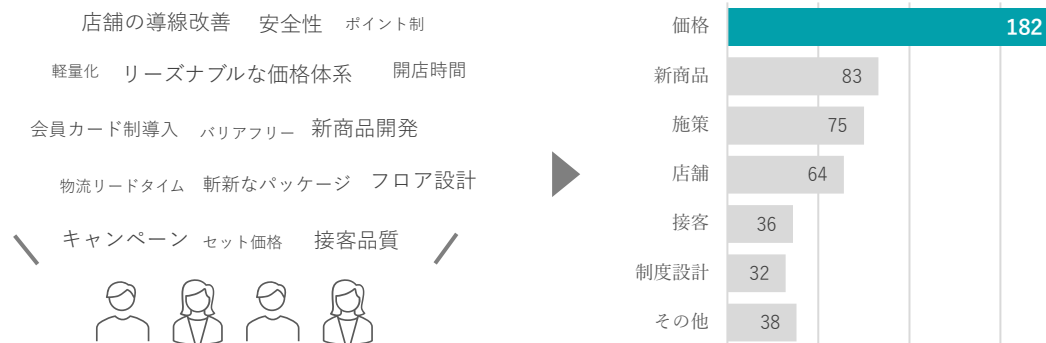 店舗の導線改善 安全性 ポイント制
軽量化 リーズナブルな価格体系 開店時間
会員カード制導入 バリアフリー 新商品開発
物流リードタイム 斬新なパッケージ フロア設計
キャンペーン セット価格 接客品質
価格 182
新商品 83
施策 75
店舗 64
接客 36
制度設計 32
その他 38